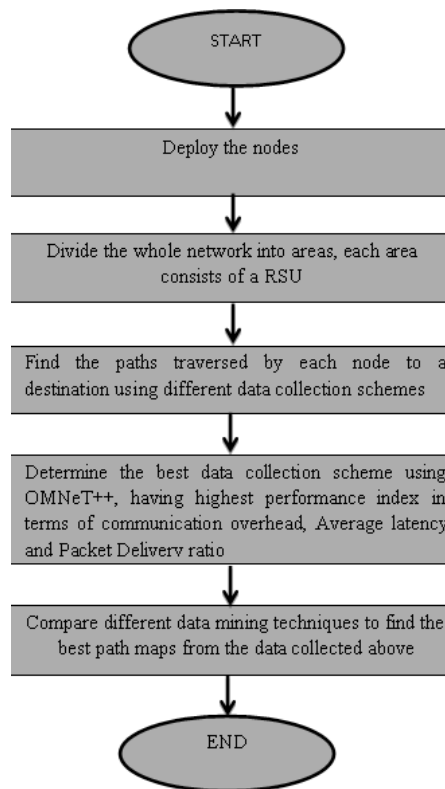 START
Deploy the nodes
Divide the whole network into areas, each area
consists of a RSU
Find the paths traversed by each node to a
destination using different data collection schemes
Determine the best data collection scheme using
OMNeT++, having highest performance index in
terms of communication overhead, Average latency
and Packet Delivery ratio
Compare different data mining techniques to find the
best path maps from the data collected above
END